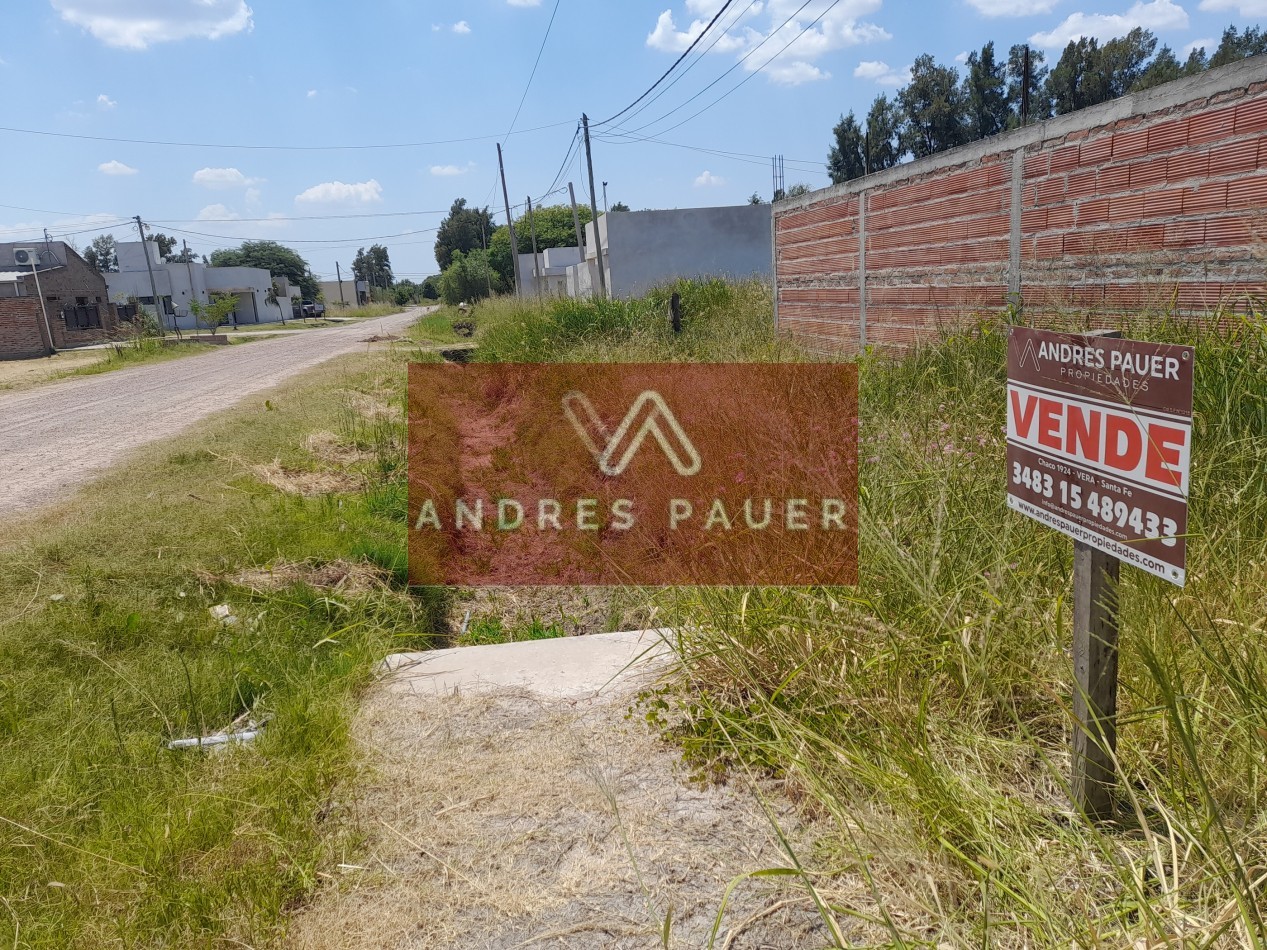 ANDRES PAUER
ANDRES PAUER
PROPIEDADES
VENDE
Chaco 1924 - VERA - Santa Fe
3483 15 489433
www.andrespauerpropiedades.com